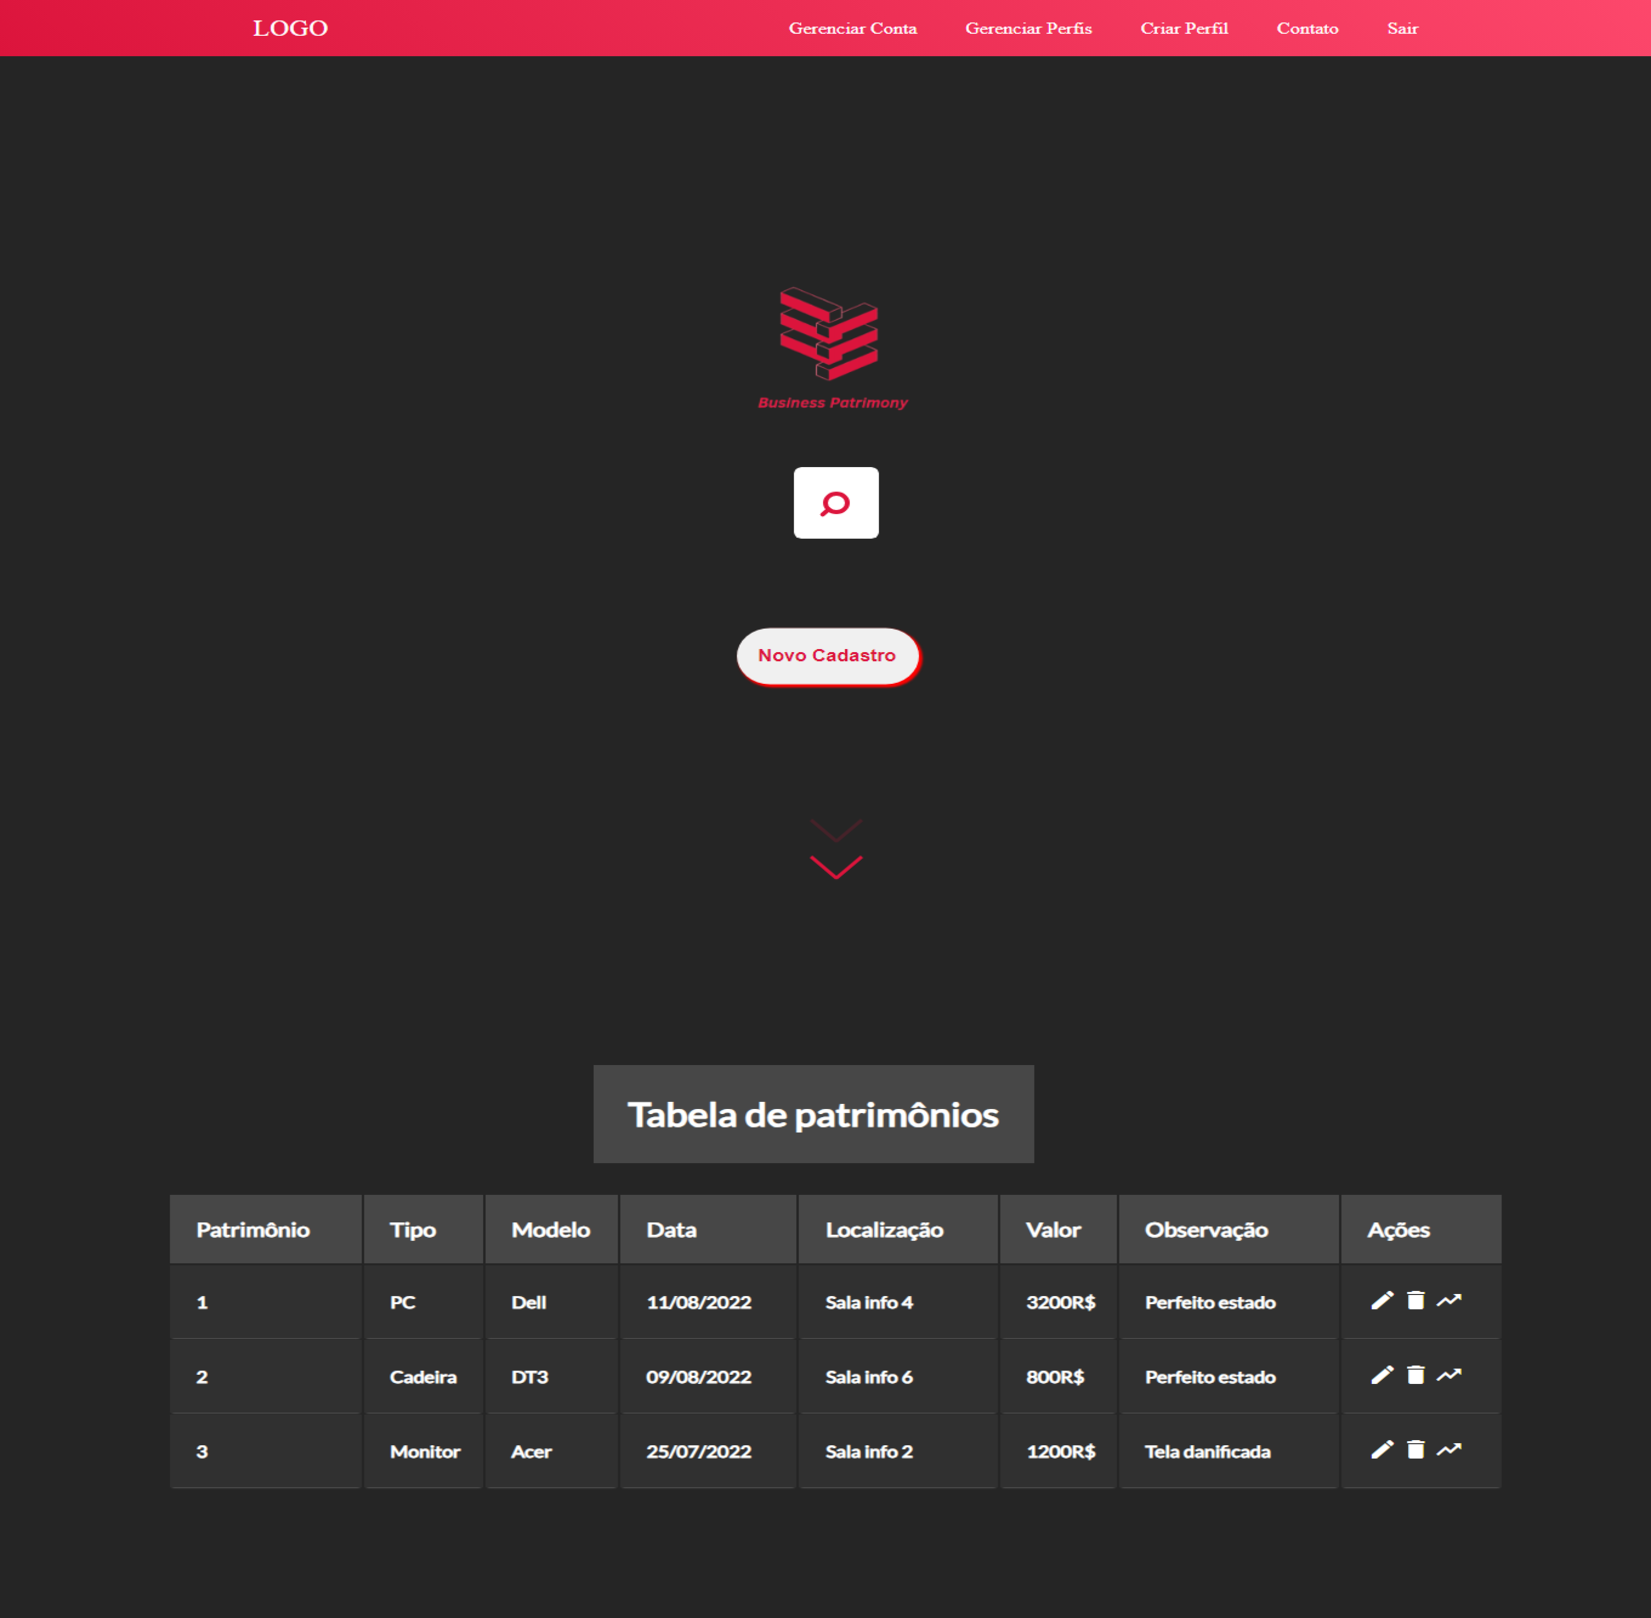 LOGO Gerenciar Conta Gerenciar Perfis Criar Perfil Contato Sair
Business Patrimony
Novo Cadastro
Tabela de patrimônios
Patrimônio Tipo Modelo Data Localização Valor Observação Ações
1 PC Dell 11/08/2022 Sala info 4 3200R$ Perfeito estado
2 Cadeira DT3 09/08/2022 Sala info 6 800R$ Perfeito estado
3 Monitor Acer 25/07/2022 Sala info 2 1200R$ Tela danificada